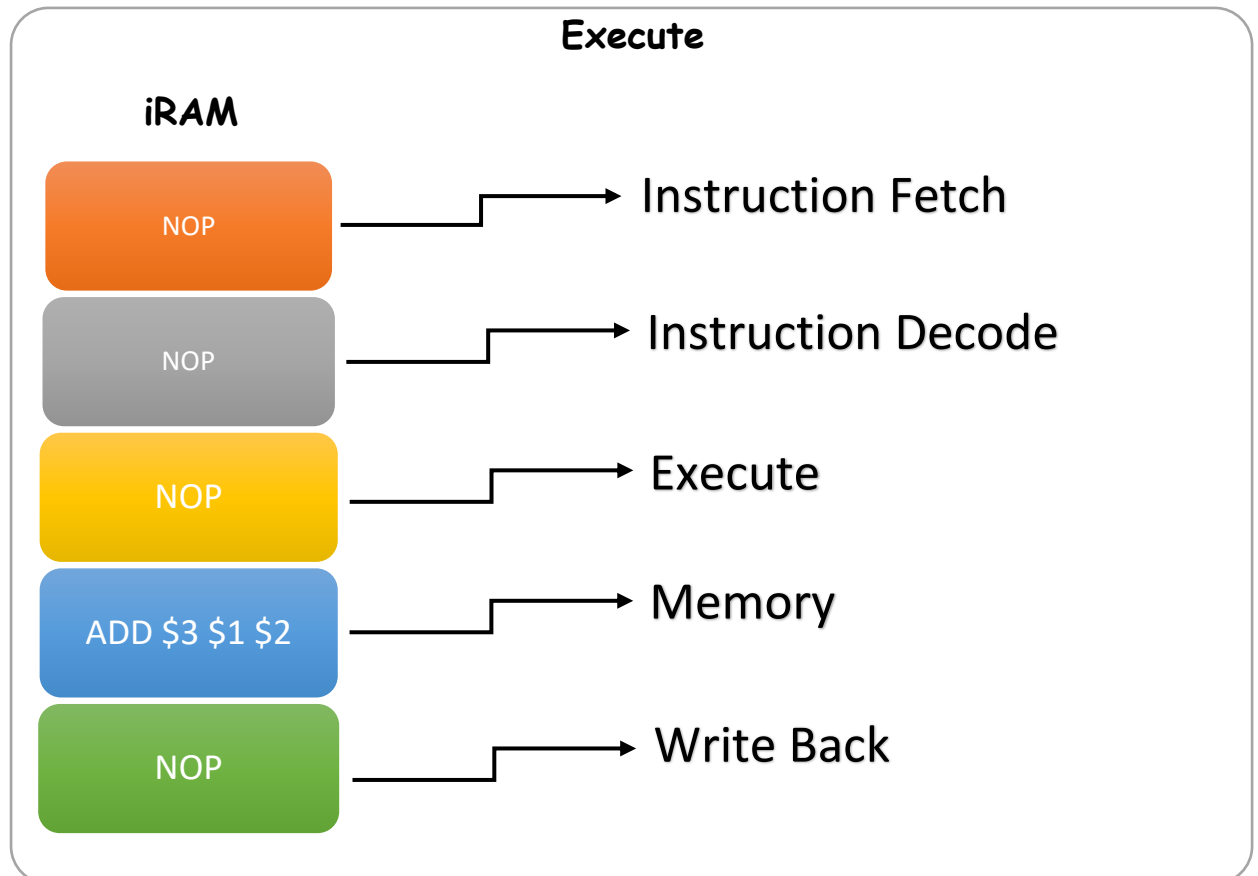 Execute
iRAM
NOP
Instruction Fetch
NOP
Instruction Decode
NOP
Execute
ADD $3 $1 $2
Memory
NOP
Write Back